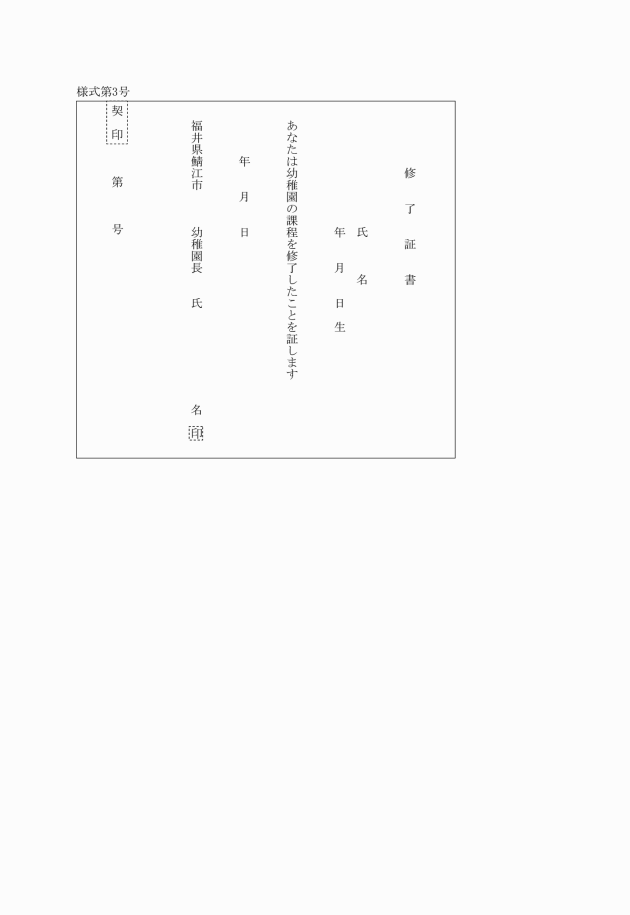 様式第3号
修了証書
氏名
年月日生
あなたは幼稚園の課程を修了したことを証します
年月日
福井県鯖江市 幼稚園長 氏 名 印
契印 第 号